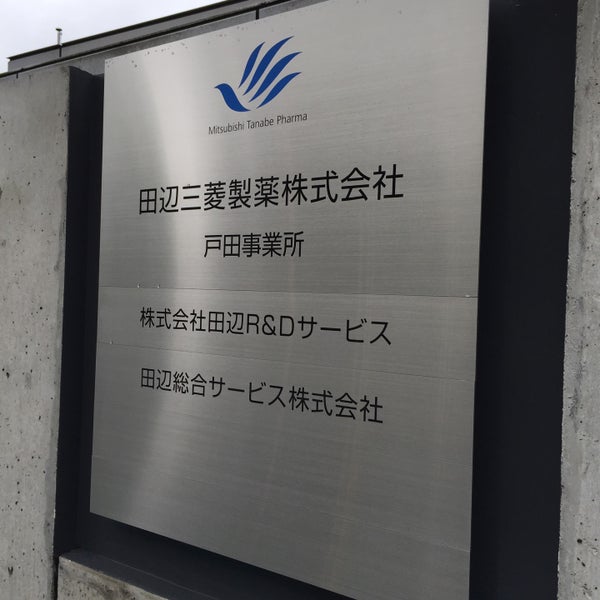 Mitsubishi Tanabe Pharma
田辺三菱製薬株式会社
戸田事業所
株式会社田辺R&Dサービス
田辺総合サービス株式会社